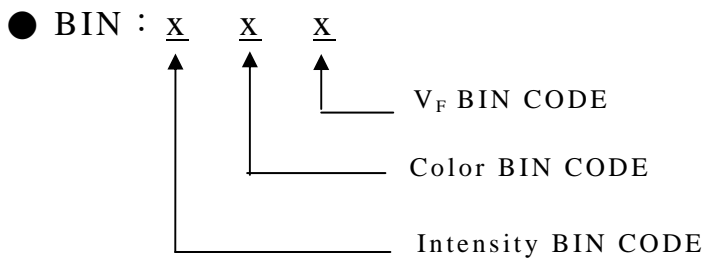 ● BIN : x x x
V_F BIN CODE
Color BIN CODE
Intensity BIN CODE